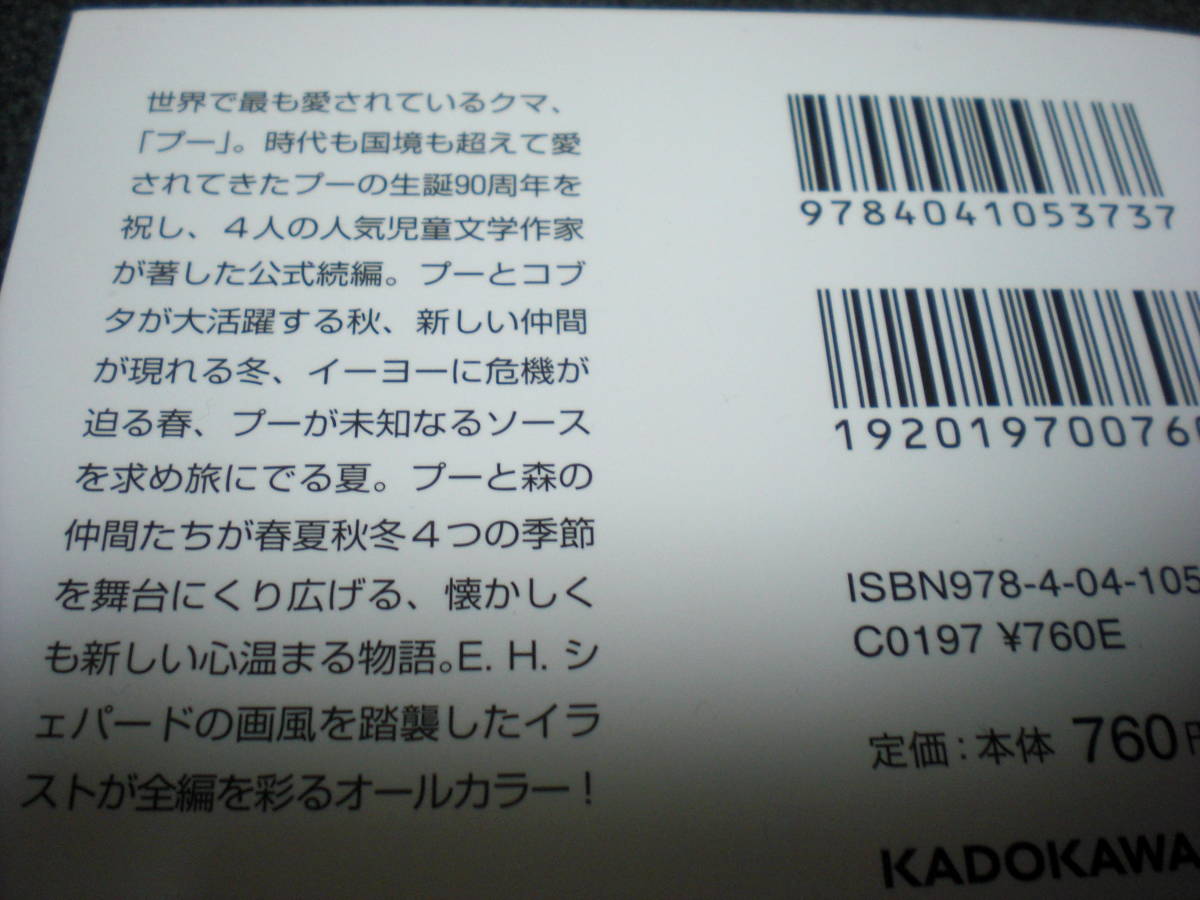 世界で最も愛されているクマ、
「プー」。時代も国境も超えて愛
されてきたプーの生誕90周年を
祝し、4人の人気児童文学作家
が著した公式続編。プーとコブ
タが大活躍する秋、新しい仲間
が現れる冬、イーヨーに危機が
迫る春、プーが未知なるソース
を求め旅にでる夏。プーと森の
仲間たちが春夏秋冬4つの季節
を舞台にくり広げる、懐かしく
も新しい心温まる物語。E. H. シ
ェパードの画風を踏襲したイラ
ストが全編を彩るオールカラー!
9784041053737
192019700760
ISBN978-4-04-105
C0197 ¥760E
定価:本体 760円
KADOKAWA